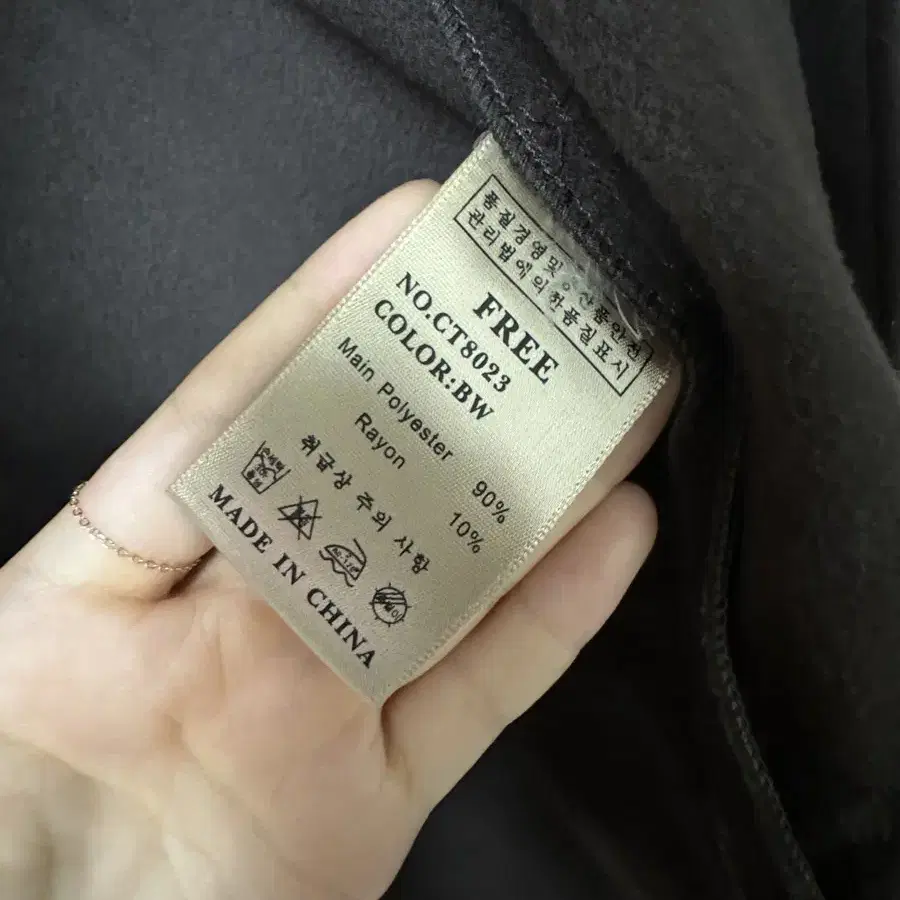 품질경영및공산품안전
관리법에의한품질표시
FREE
NO.CT8023
COLOR:BW
Main Polyester 90%
Rayon 10%
취급상 주의 사항
MADE IN CHINA